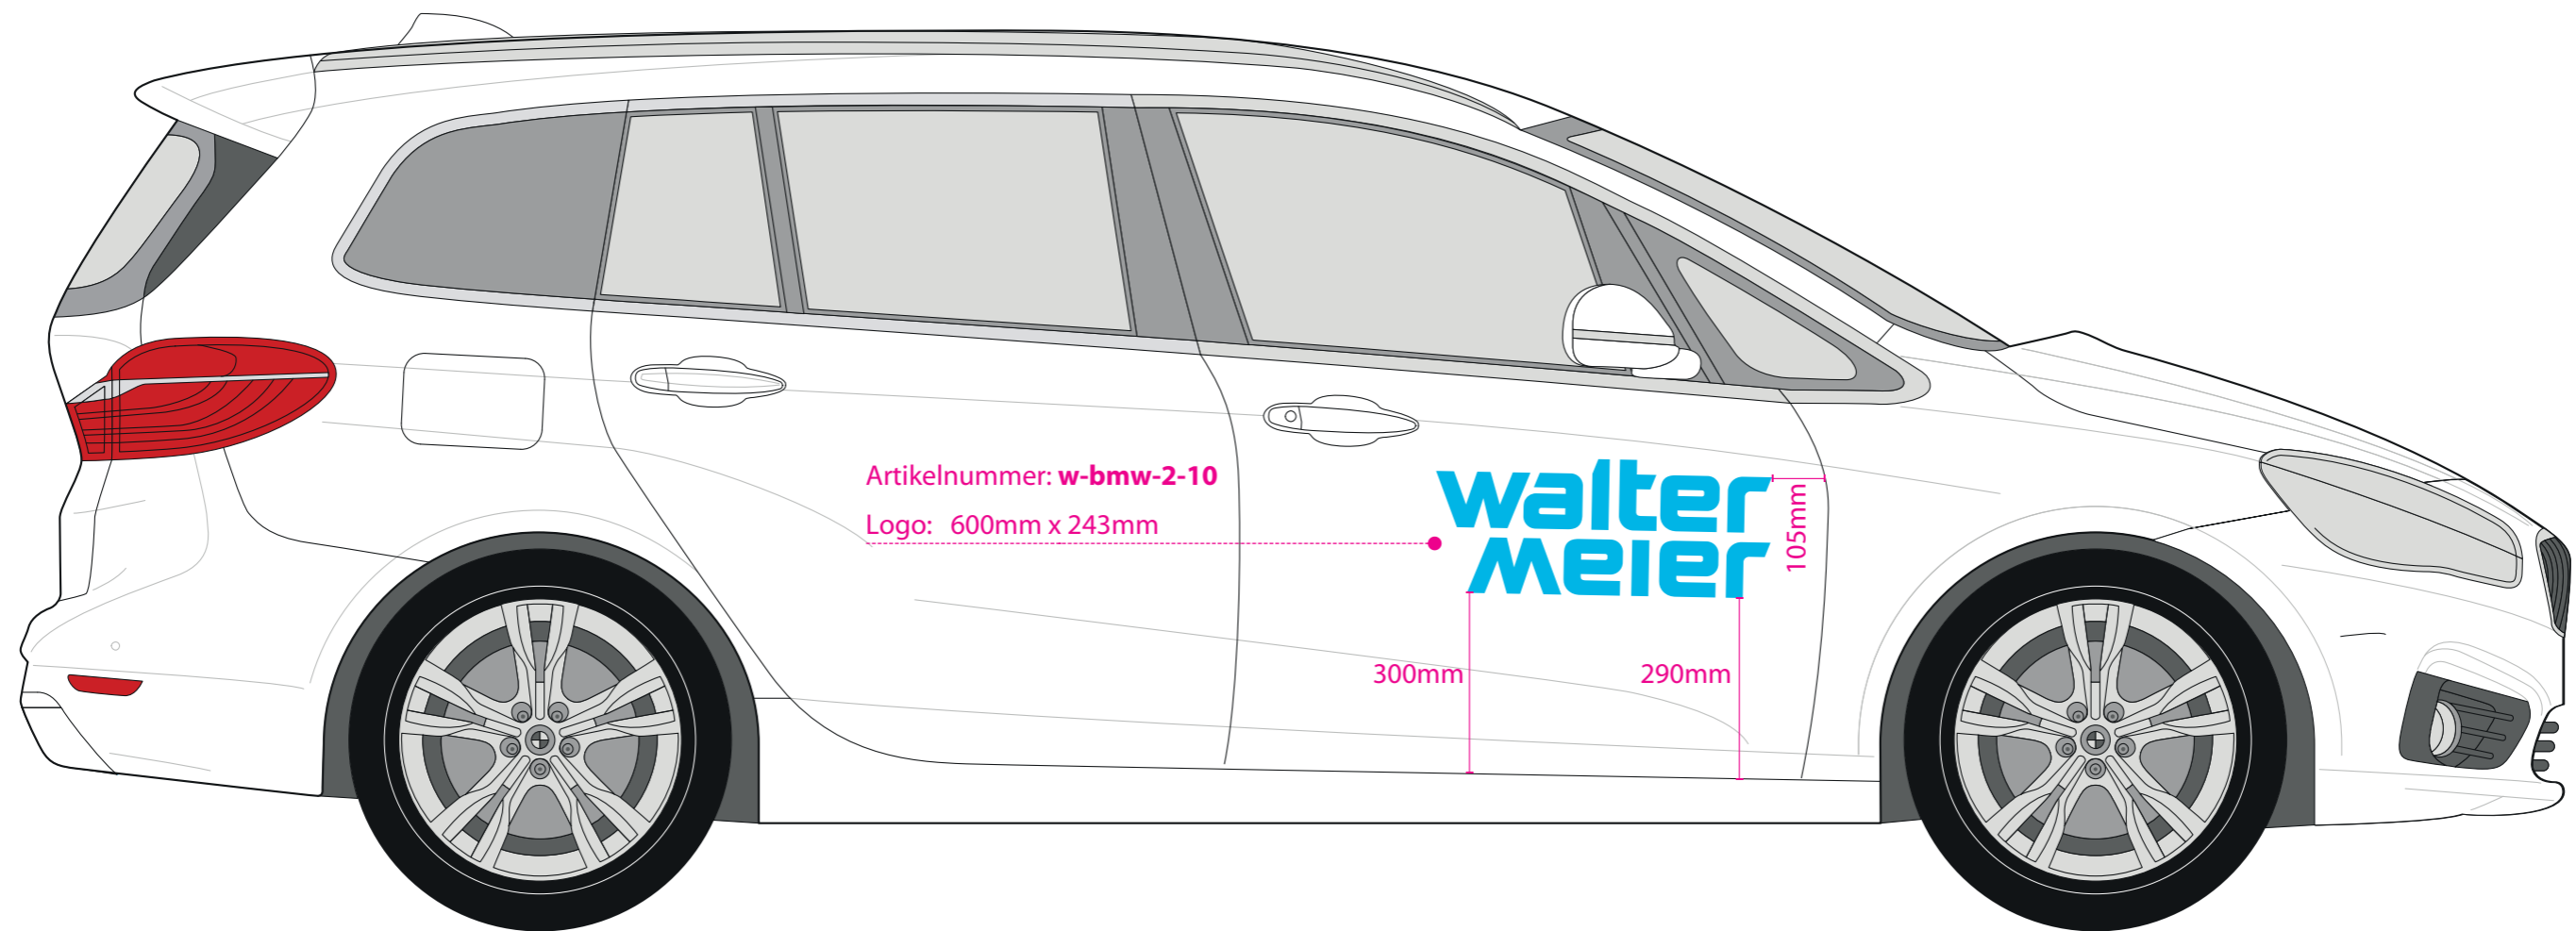 Artikelnummer: w-bmw-2-10
Logo: 600mm x 243mm
walter
meier
105mm
300mm
290mm